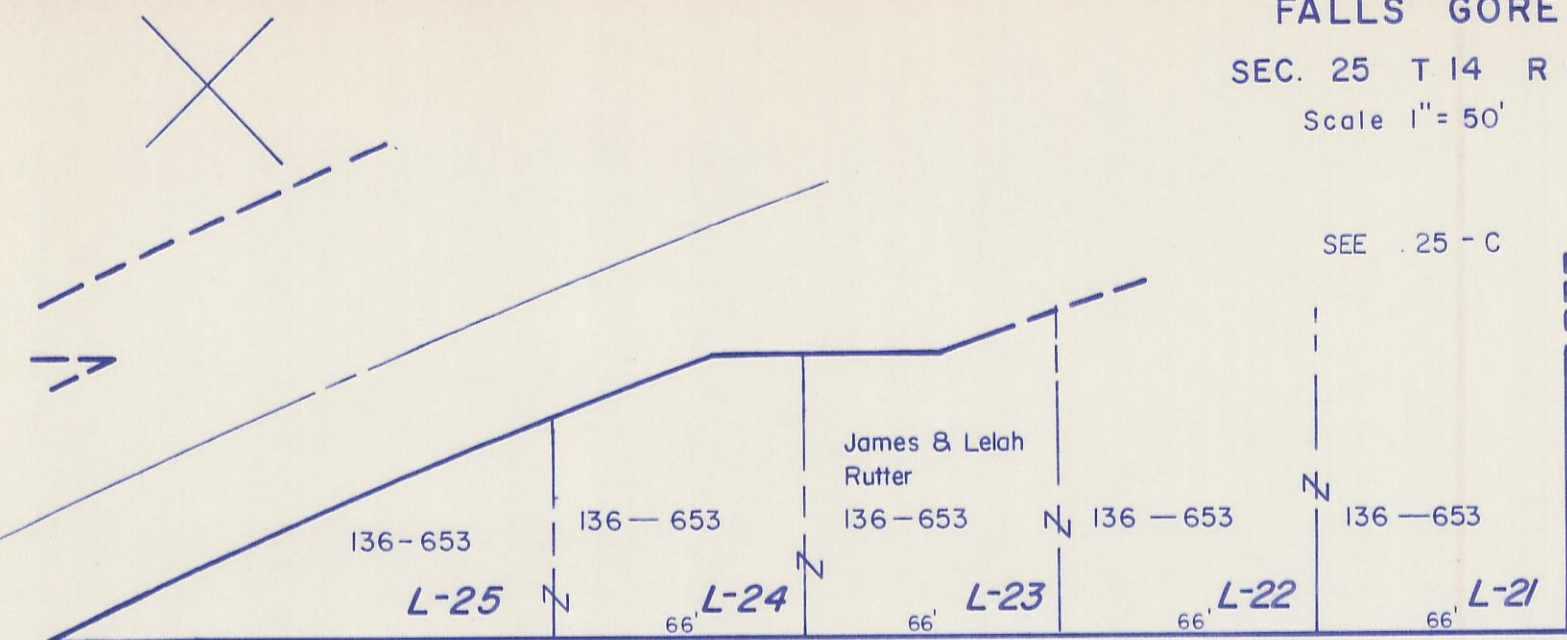 FALLS GORE
SEC. 25 T 14 R
Scale 1"= 50'
SEE 25 - C
James & Lelah
Rutter
136-653
136 — 653
136-653
136 — 653
136 — 653
L-25
L-24
L-23
L-22
L-21
66'
66'
66'
66'